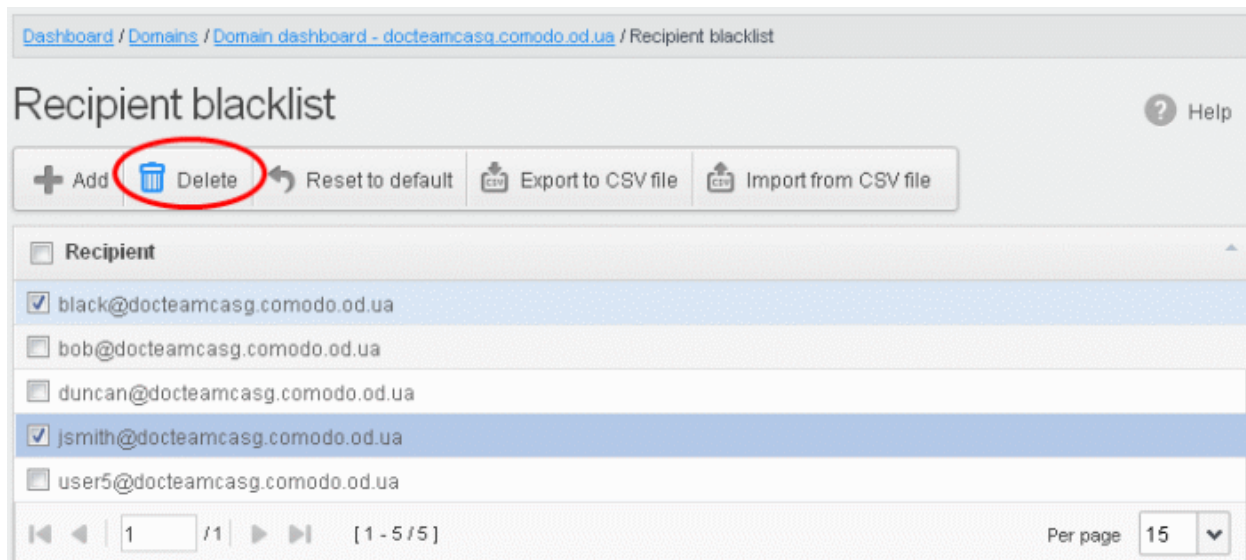 Dashboard / Domains / Domain dashboard - docteamcasg.comodo.od.ua / Recipient blacklist
Recipient blacklist
? Help
Add Delete Reset to default CSV Export to CSV file CSV Import from CSV file
Recipient
black@docteamcasg.comodo.od.ua
bob@docteamcasg.comodo.od.ua
duncan@docteamcasg.comodo.od.ua
jsmith@docteamcasg.comodo.od.ua
user5@docteamcasg.comodo.od.ua
1 /1 [1 - 5 / 5] Per page 15